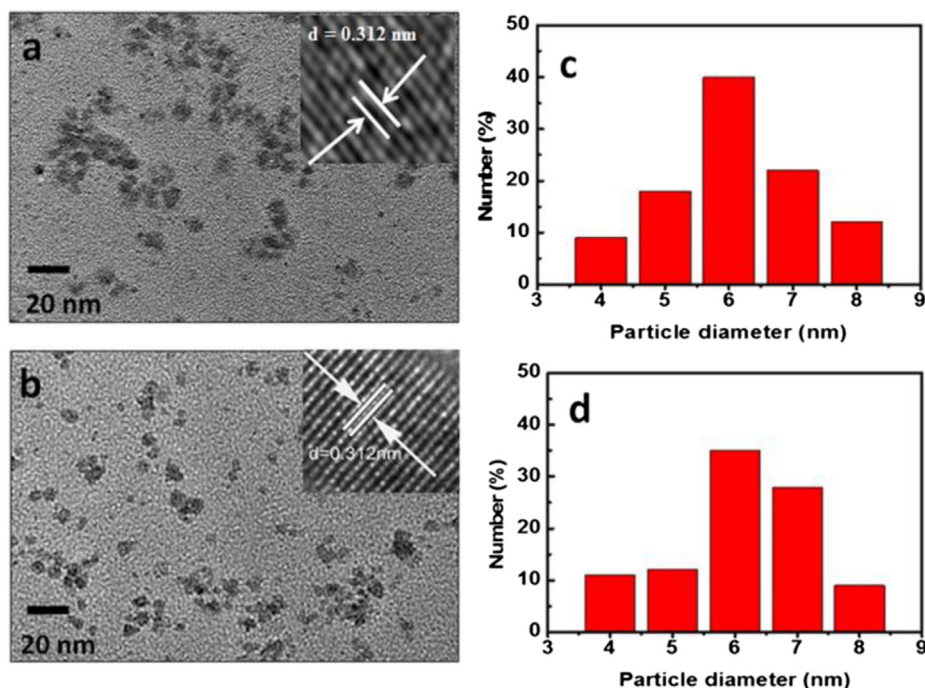 a
d = 0.312 nm
20 nm
b
d=0.312nm
20 nm
c
50
40
30
20
10
0
Number (%)
3 4 5 6 7 8 9
Particle diameter (nm)
d
50
40
30
20
10
0
Number (%)
3 4 5 6 7 8 9
Particle diameter (nm)